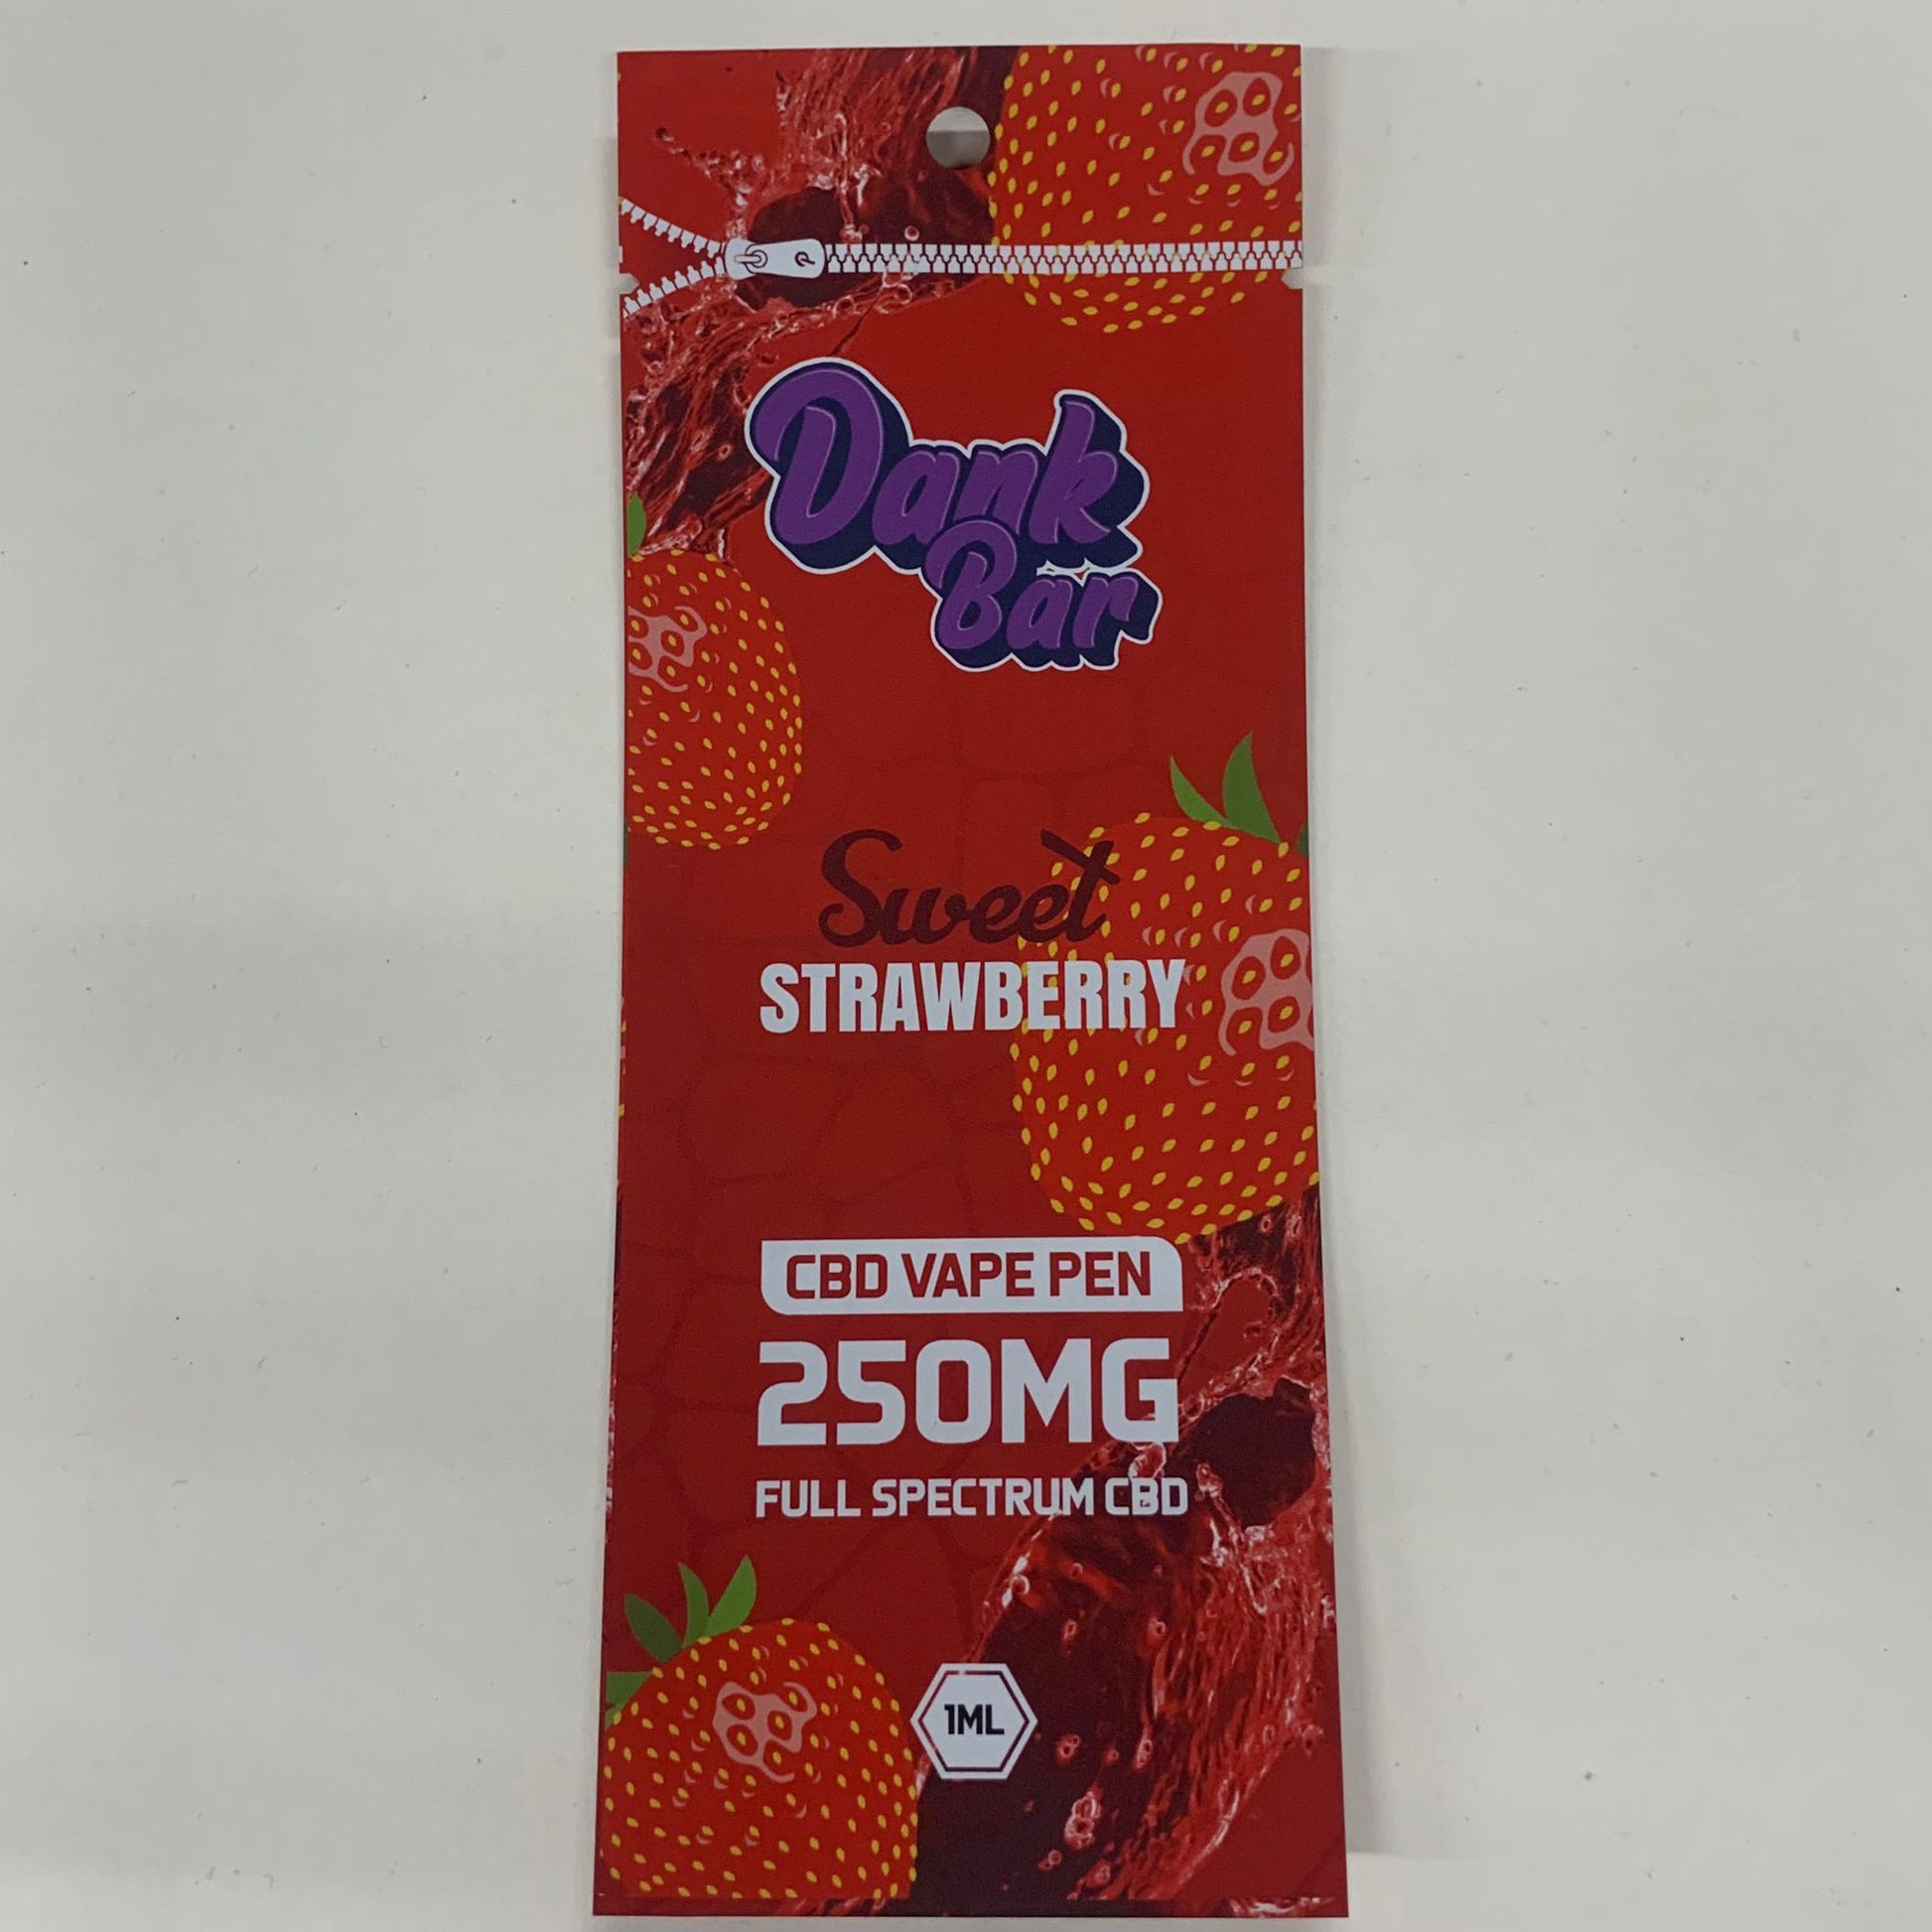 Dank
Bar
Sweet
STRAWBERRY
CBD VAPE PEN
250MG
FULL SPECTRUM CBD
1ML